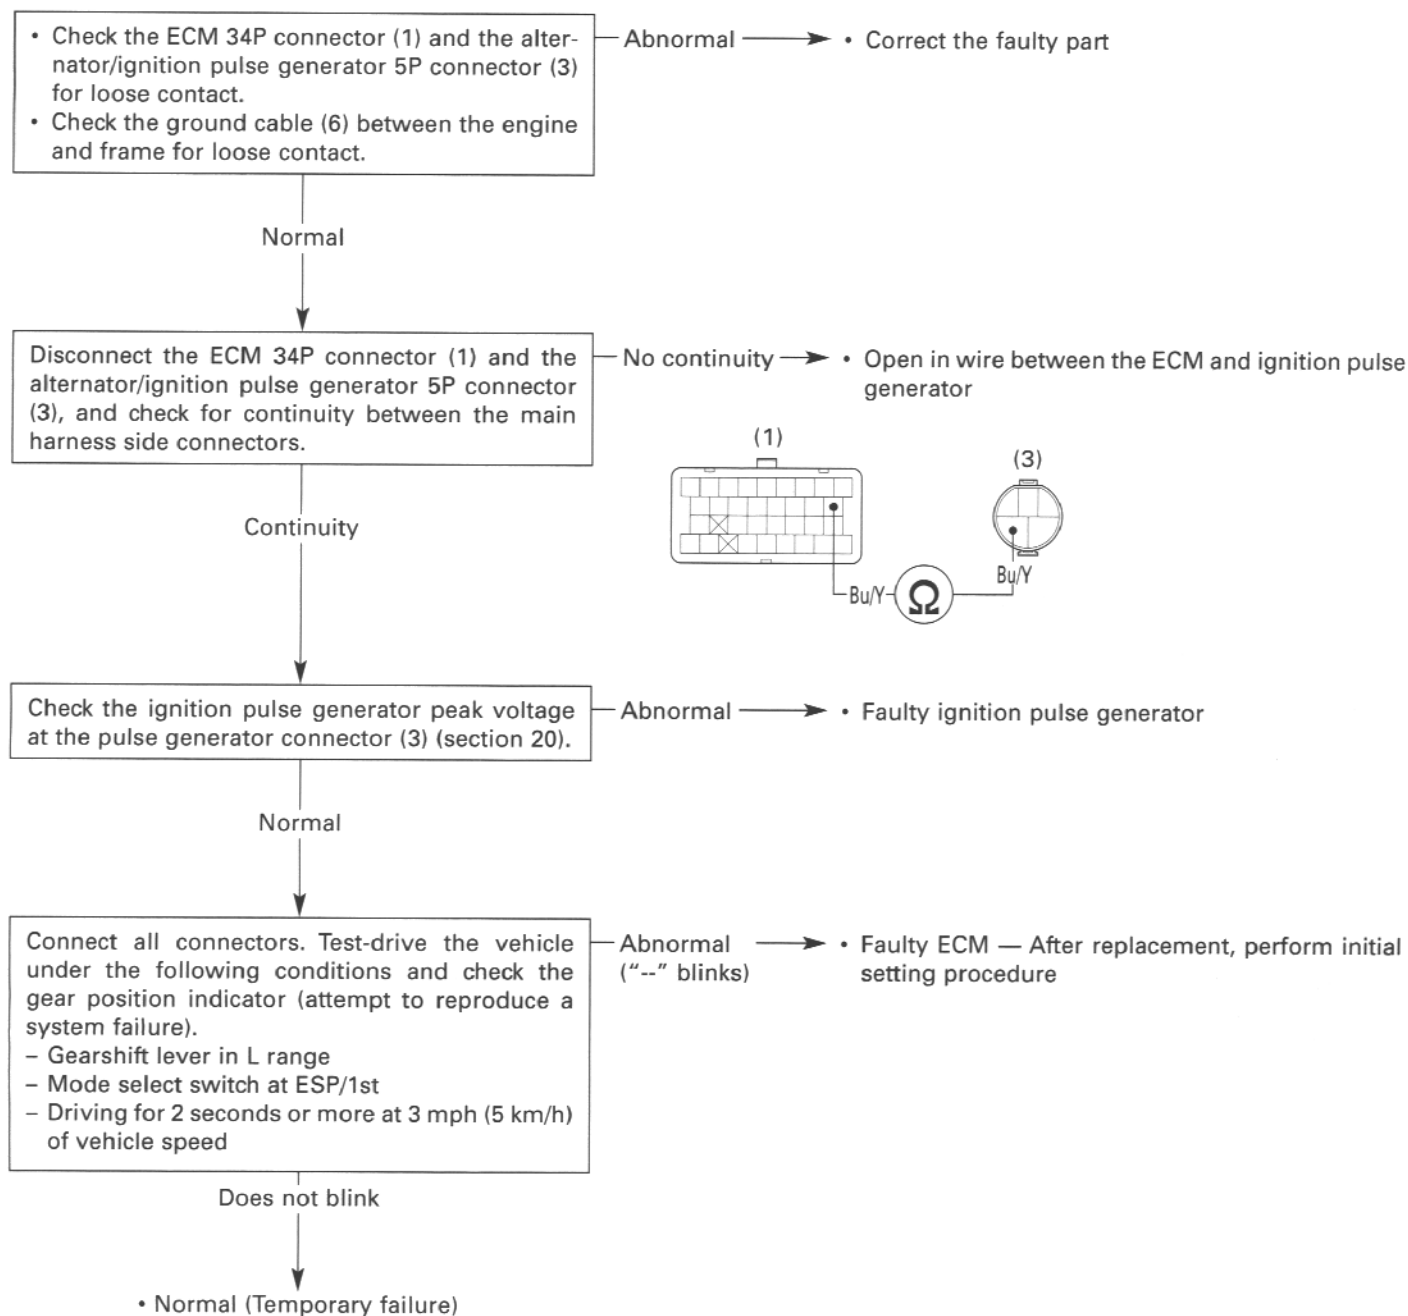 • Check the ECM 34P connector (1) and the alter-
nator/ignition pulse generator 5P connector (3)
for loose contact.
• Check the ground cable (6) between the engine
and frame for loose contact.
Abnormal
• Correct the faulty part
Normal
Disconnect the ECM 34P connector (1) and the
alternator/ignition pulse generator 5P connector
(3), and check for continuity between the main
harness side connectors.
No continuity
• Open in wire between the ECM and ignition pulse
generator
(1)
(3)
Bu/Y
Ω
Bu/Y
Continuity
Check the ignition pulse generator peak voltage
at the pulse generator connector (3) (section 20).
Abnormal
• Faulty ignition pulse generator
Normal
Connect all connectors. Test-drive the vehicle
under the following conditions and check the
gear position indicator (attempt to reproduce a
system failure).
– Gearshift lever in L range
– Mode select switch at ESP/1st
– Driving for 2 seconds or more at 3 mph (5 km/h)
of vehicle speed
Abnormal
("--" blinks)
• Faulty ECM — After replacement, perform initial
setting procedure
Does not blink
• Normal (Temporary failure)